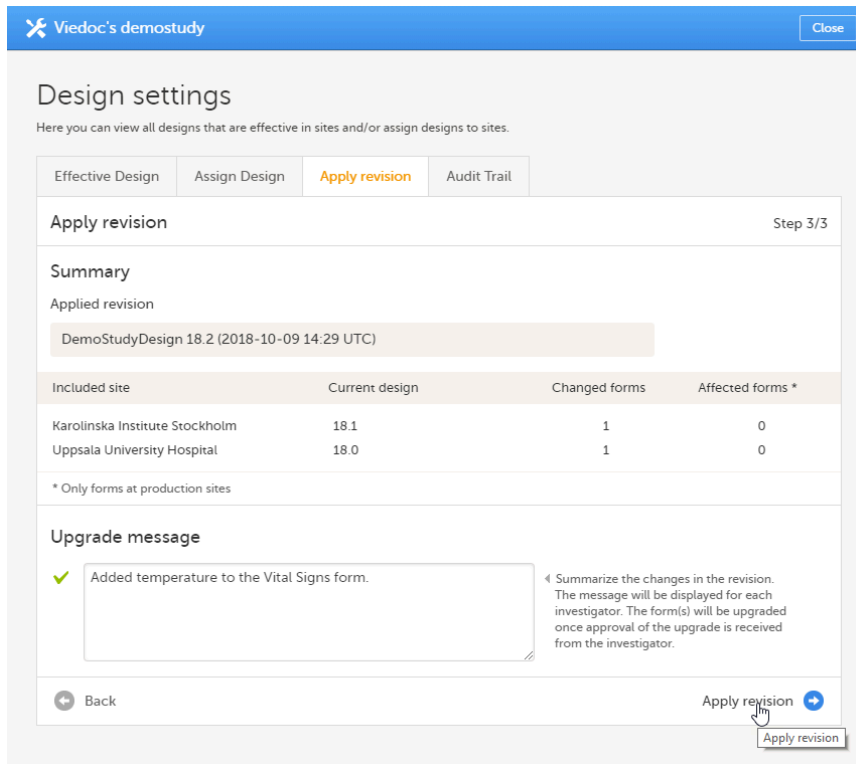 Viedoc's demostudy
Close
Design settings
Here you can view all designs that are effective in sites and/or assign designs to sites.
Effective Design
Assign Design
Apply revision
Audit Trail
Apply revision
Step 3/3
Summary
Applied revision
DemoStudyDesign 18.2 (2018-10-09 14:29 UTC)
Included site Current design Changed forms Affected forms *
Karolinska Institute Stockholm 18.1 1 0
Uppsala University Hospital 18.0 1 0
* Only forms at production sites
Upgrade message
Added temperature to the Vital Signs form.
Summarize the changes in the revision.
The message will be displayed for each
investigator. The form(s) will be upgraded
once approval of the upgrade is received
from the investigator.
Back
Apply revision
Apply revision